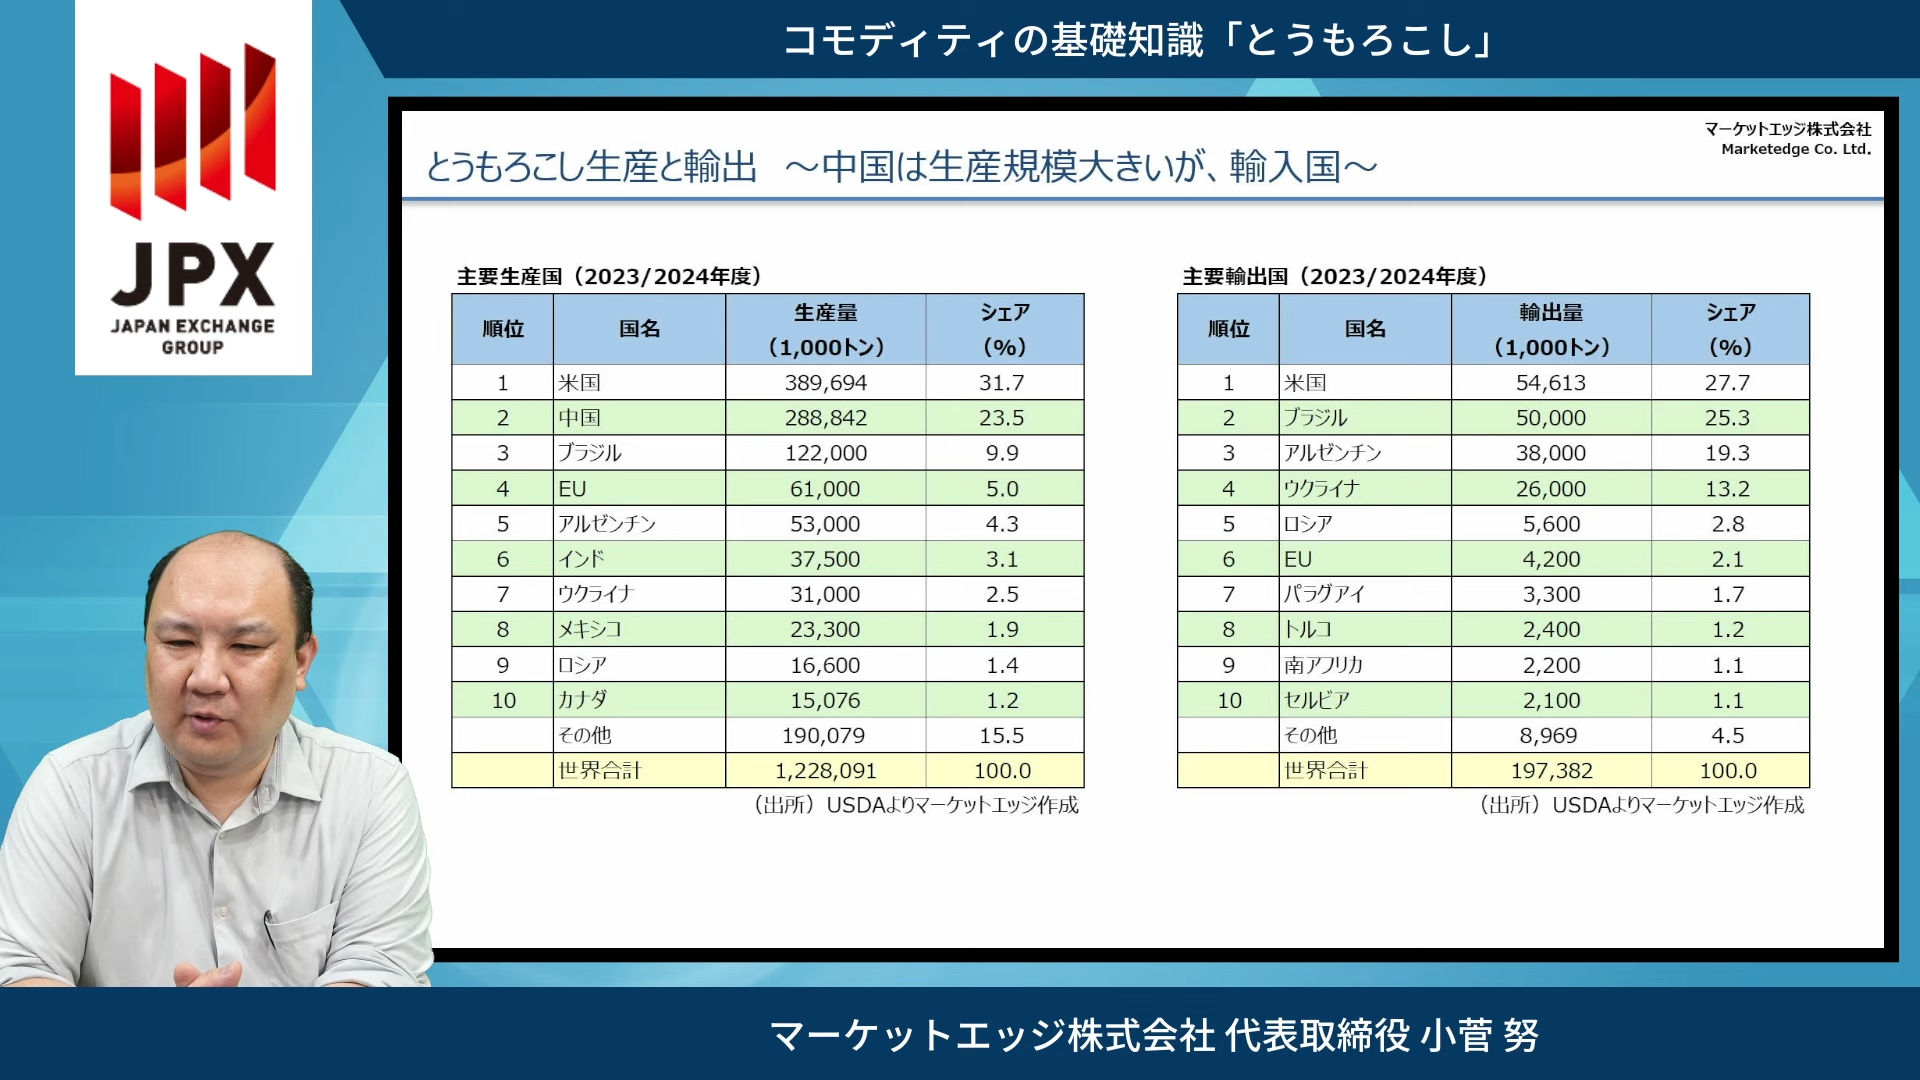 コモディティの基礎知識「とうもろこし」
JPX
JAPAN EXCHANGE
GROUP
マーケットエッジ株式会社
Marketedge Co. Ltd.
とうもろこし生産と輸出 ～中国は生産規模大きいが、輸入国～
主要生産国（2023/2024年度）
順位 国名 生産量（1,000トン） シェア（%）
1 米国 389,694 31.7
2 中国 288,842 23.5
3 ブラジル 122,000 9.9
4 EU 61,000 5.0
5 アルゼンチン 53,000 4.3
6 インド 37,500 3.1
7 ウクライナ 31,000 2.5
8 メキシコ 23,300 1.9
9 ロシア 16,600 1.4
10 カナダ 15,076 1.2
その他 190,079 15.5
世界合計 1,228,091 100.0
（出所）USDAよりマーケットエッジ作成
主要輸出国（2023/2024年度）
順位 国名 輸出量（1,000トン） シェア（%）
1 米国 54,613 27.7
2 ブラジル 50,000 25.3
3 アルゼンチン 38,000 19.3
4 ウクライナ 26,000 13.2
5 ロシア 5,600 2.8
6 EU 4,200 2.1
7 パラグアイ 3,300 1.7
8 トルコ 2,400 1.2
9 南アフリカ 2,200 1.1
10 セルビア 2,100 1.1
その他 8,969 4.5
世界合計 197,382 100.0
（出所）USDAよりマーケットエッジ作成
マーケットエッジ株式会社 代表取締役 小菅 努